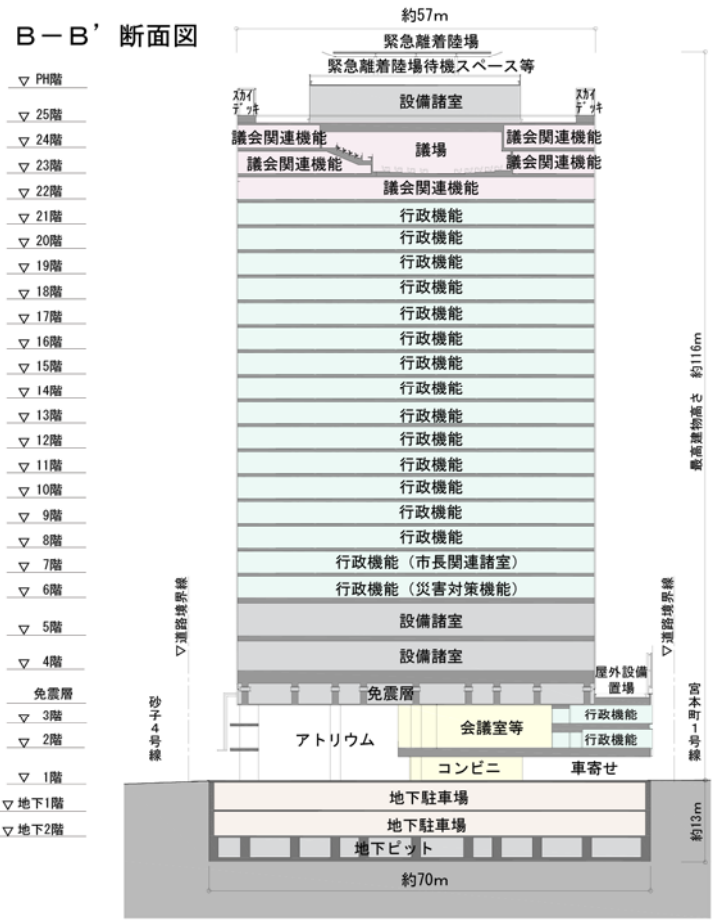 B－B’ 断面図
約57m
緊急離着陸場
緊急離着陸場待機スペース等
▽ PH階
スカイデッキ
設備諸室
スカイデッキ
▽ 25階
▽ 24階
議会関連機能
議場
議会関連機能
▽ 23階
議会関連機能
議会関連機能
▽ 22階
議会関連機能
▽ 21階
行政機能
▽ 20階
行政機能
▽ 19階
行政機能
▽ 18階
行政機能
▽ 17階
行政機能
▽ 16階
行政機能
▽ 15階
行政機能
▽ 14階
行政機能
▽ 13階
行政機能
▽ 12階
行政機能
▽ 11階
行政機能
▽ 10階
行政機能
▽ 9階
行政機能
▽ 8階
行政機能
▽ 7階
行政機能（市長関連諸室）
▽ 6階
行政機能（災害対策機能）
▽ 5階
設備諸室
▽ 4階
設備諸室
屋外設備
置場
免震層
免震層
▽ 3階
会議室等
行政機能
▽ 2階
アトリウム
行政機能
▽ 1階
コンビニ
車寄せ
▽ 地下1階
地下駐車場
▽ 地下2階
地下駐車場
地下ピット
約70m
最高建物高さ 約116m
約13m
▽道路境界線
▽道路境界線
砂子4号線
宮本町1号線